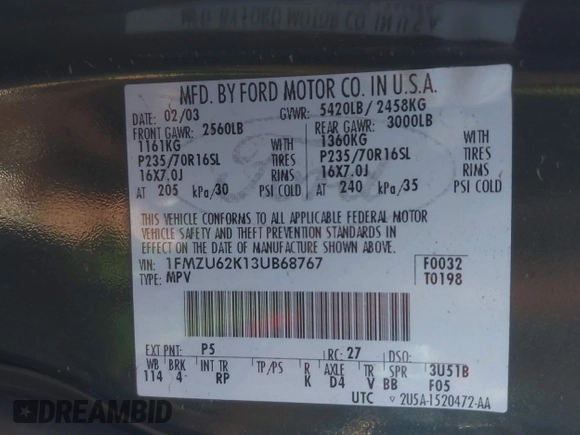 MFD. BY FORD MOTOR CO. IN U.S.A.
DATE: 02/03 GVWR: 5420LB/ 2458KG
FRONT GAWR: 2560LB REAR GAWR: 3000LB
1161KG WITH 1360KG WITH
P235/70R16SL TIRES P235/70R16SL TIRES
16X7.0J RIMS 16X7.0J RIMS
AT 205 kPa/30 PSI COLD AT 240 kPa/35 PSI COLD
THIS VEHICLE CONFORMS TO ALL APPLICABLE FEDERAL MOTOR
VEHICLE SAFETY AND THEFT PREVENTION STANDARDS IN
EFFECT ON THE DATE OF MANUFACTURE SHOWN ABOVE.
VIN: 1FMZU62K13UB68767 F0032
TYPE: MPV T0198
EXT PNT: P5 RC: 27 DSO:
WB BRK INT TR TP/PS R AXLE TR SPR 3U51B
114 4 RP K D4 V BB F05
UTC 2U5A-1520472-AA
Ford
DREAMBID